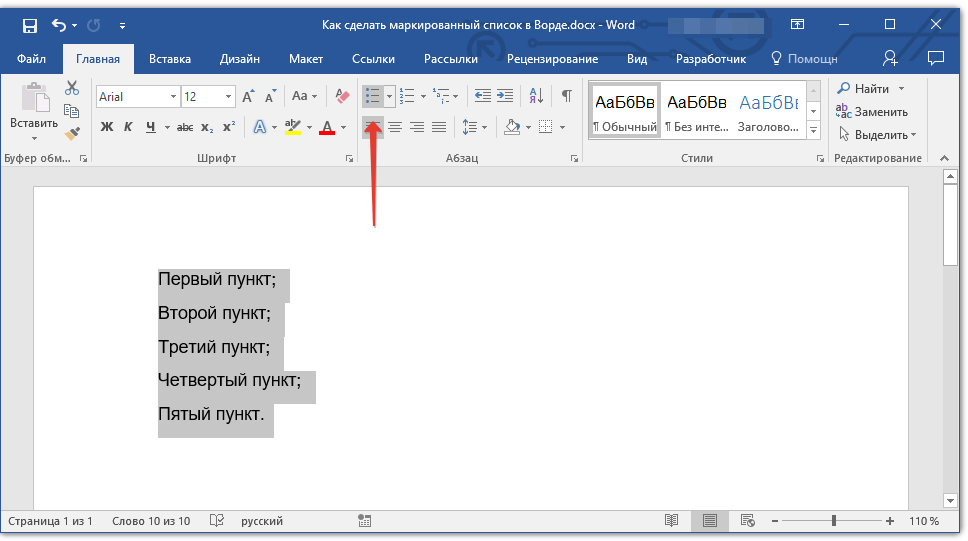 Как сделать маркированный список в Ворде.docx - Word
Файл Главная Вставка Дизайн Макет Ссылки Рассылки Рецензирование Вид Разработчик Помощн
Arial 12 Aa АаБбВв АаБбВв АаБбВ Найти
Вставить Ж К Ч abc x₂ x² A ab A ¶ Обычный ¶ Без инте... Заголово... Заменить
Выделить
Буфер обм... Шрифт Абзац Стили Редактирование
Первый пункт;
Второй пункт;
Третий пункт;
Четвертый пункт;
Пятый пункт.
Страница 1 из 1 Слово 10 из 10 русский 110 %